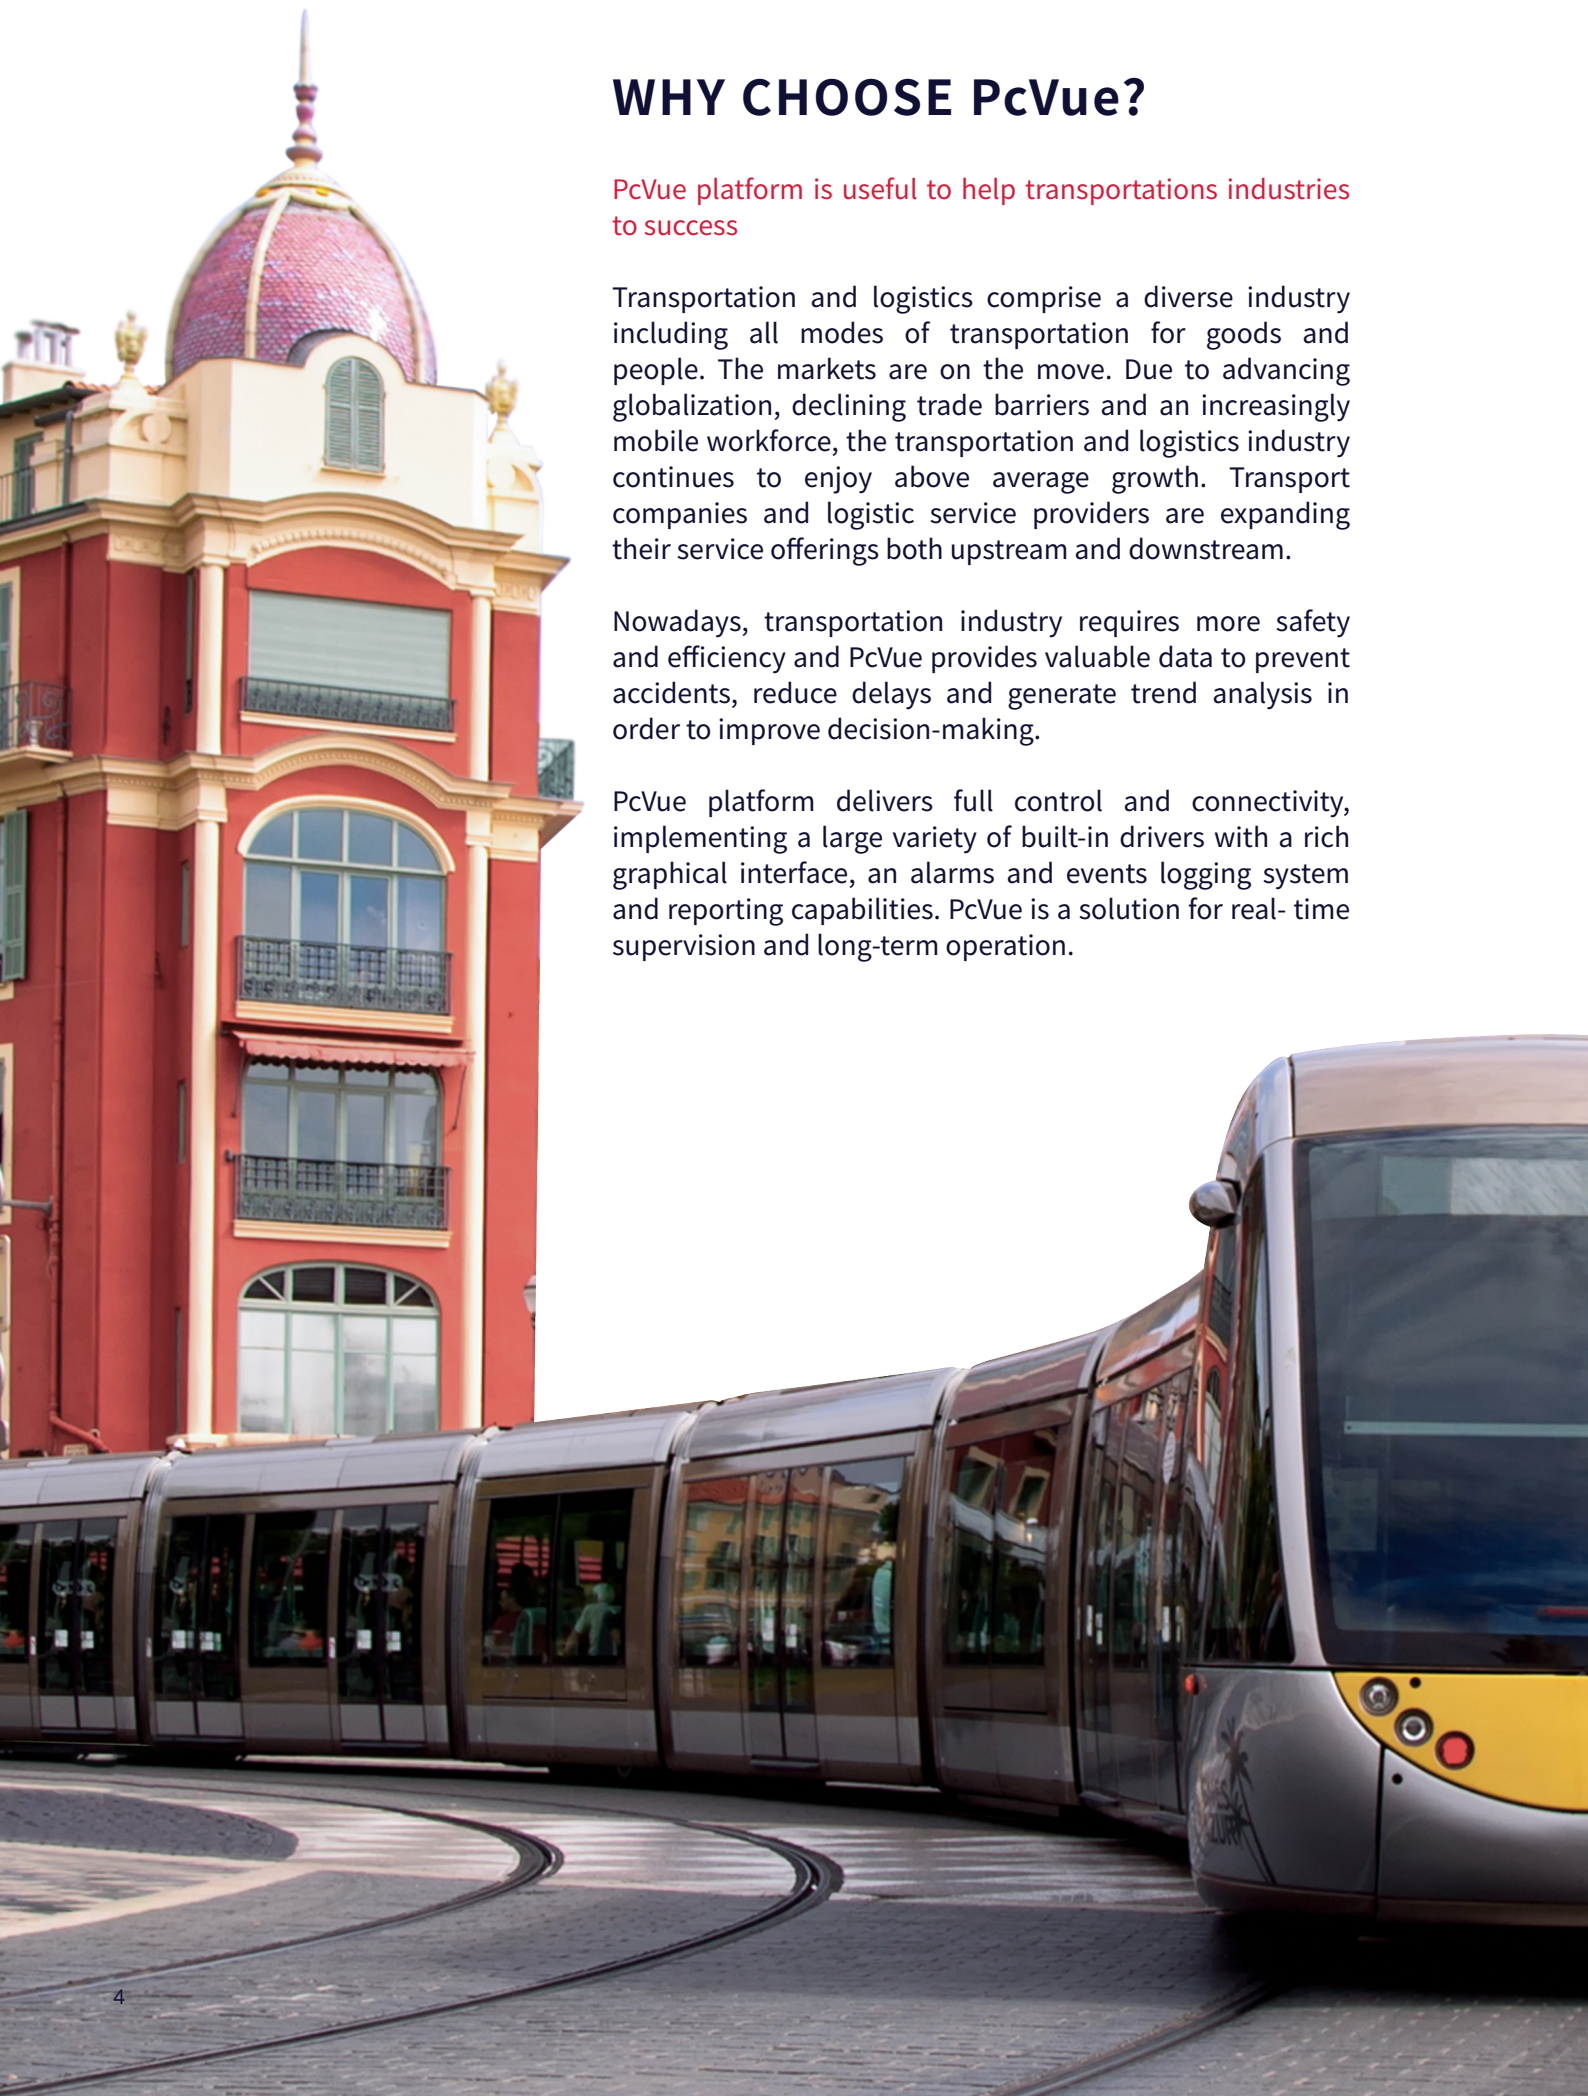 WHY CHOOSE PcVue?
PcVue platform is useful to help transportations industries
to success
Transportation and logistics comprise a diverse industry
including all modes of transportation for goods and
people. The markets are on the move. Due to advancing
globalization, declining trade barriers and an increasingly
mobile workforce, the transportation and logistics industry
continues to enjoy above average growth. Transport
companies and logistic service providers are expanding
their service offerings both upstream and downstream.
Nowadays, transportation industry requires more safety
and efficiency and PcVue provides valuable data to prevent
accidents, reduce delays and generate trend analysis in
order to improve decision-making.
PcVue platform delivers full control and connectivity,
implementing a large variety of built-in drivers with a rich
graphical interface, an alarms and events logging system
and reporting capabilities. PcVue is a solution for real- time
supervision and long-term operation.
4